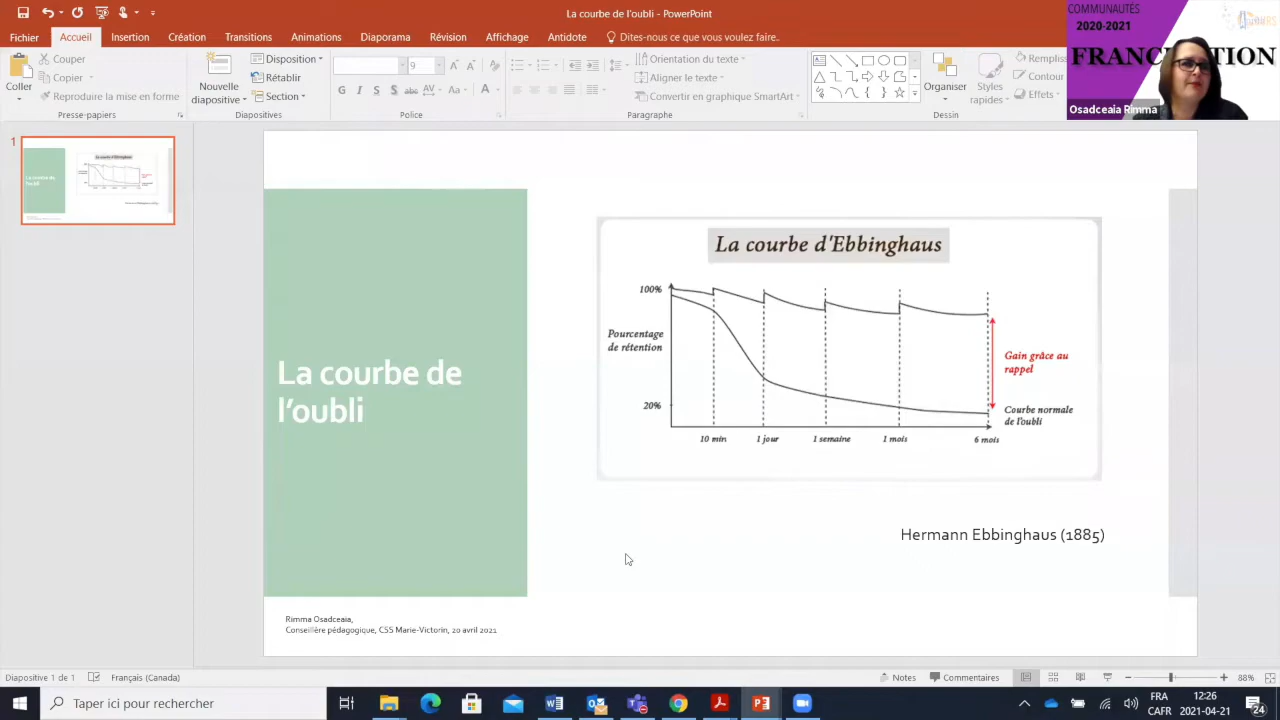 La courbe de l'oubli - PowerPoint
Fichier Accueil Insertion Création Transitions Animations Diaporama Révision Affichage Antidote Dites-nous ce que vous voulez faire..
Coller
Couper
Copier
Reproduire la mise en forme
Presse-papiers
Nouvelle
diapositive
Disposition
Rétablir
Section
Diapositives
G I S S abc AV Aa A
Police
Orientation du texte
Aligner le texte
Convertir en graphique SmartArt
Paragraphe
Organiser
Styles
rapides
Contour
Effets
Dessin
COMMUNAUTÉS
2020-2021
Osadceaia Rimma
1
La courbe de
l'oubli
La courbe d'Ebbinghaus
100%
Pourcentage
de rétention
20%
10 min 1 jour 1 semaine 1 mois 6 mois
Gain grâce au
rappel
Courbe normale
de l'oubli
Hermann Ebbinghaus (1885)
Rimma Osadceaia,
Conseillère pédagogique, CSS Marie-Victorin, 20 avril 2021
Diapositive 1 de 1 Français (Canada) Notes Commentaires 88%
Taper ici pour rechercher
FRA
CAFR
12:26
2021-04-21
24